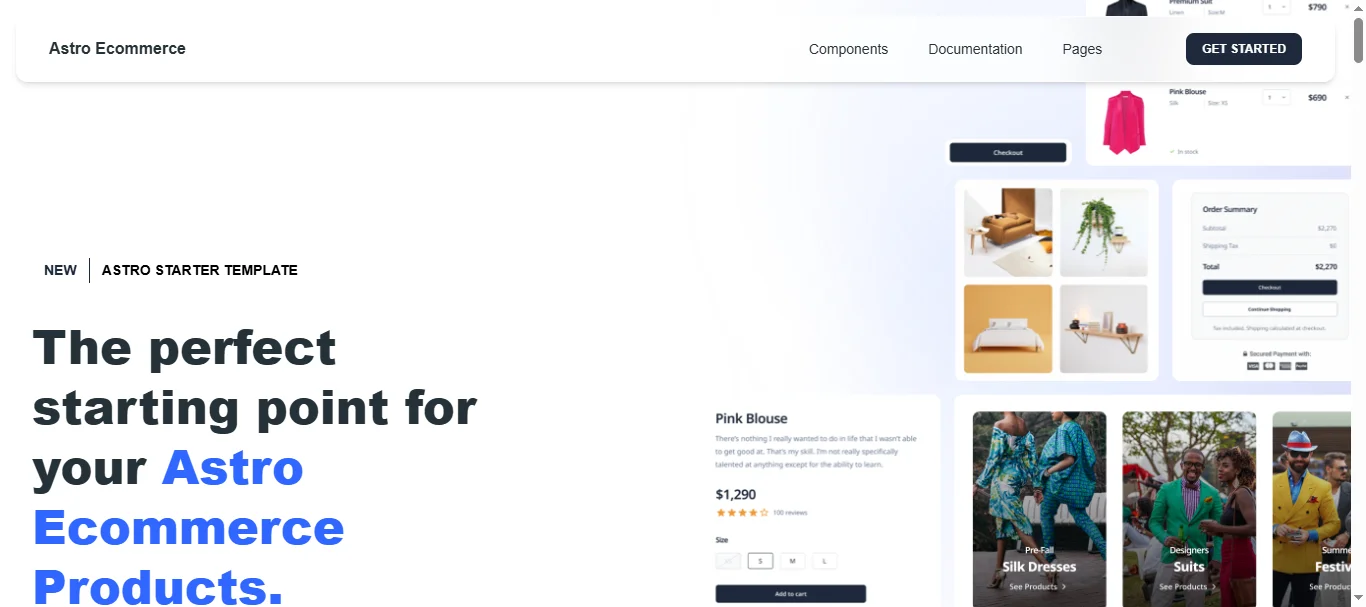 Premium Suit
Linen
Size:M
1
$790
×
Astro Ecommerce
Components
Documentation
Pages
GET STARTED
Pink Blouse
Silk
Size: XS
1
$690
×
In stock
Checkout
Order Summary
Subtotal
$2,270
Shipping Tax
$0
Total
$2,270
Checkout
Continue Shopping
Tax included. Shipping calculated at checkout.
Secured Payment with:
VISA
NEW
ASTRO STARTER TEMPLATE
The perfect
starting point for
your Astro
Ecommerce
Products.
Pink Blouse
There's nothing I really wanted to do in life that I wasn't able
to get good at. That's my skill. I'm not really specifically
talented at anything except for the ability to learn.
$1,290
100 reviews
Size
XS
S
M
L
Add to cart
Pre-Fall
Silk Dresses
See Products
Designers
Suits
See Products
Summe
Festiv
See Produc